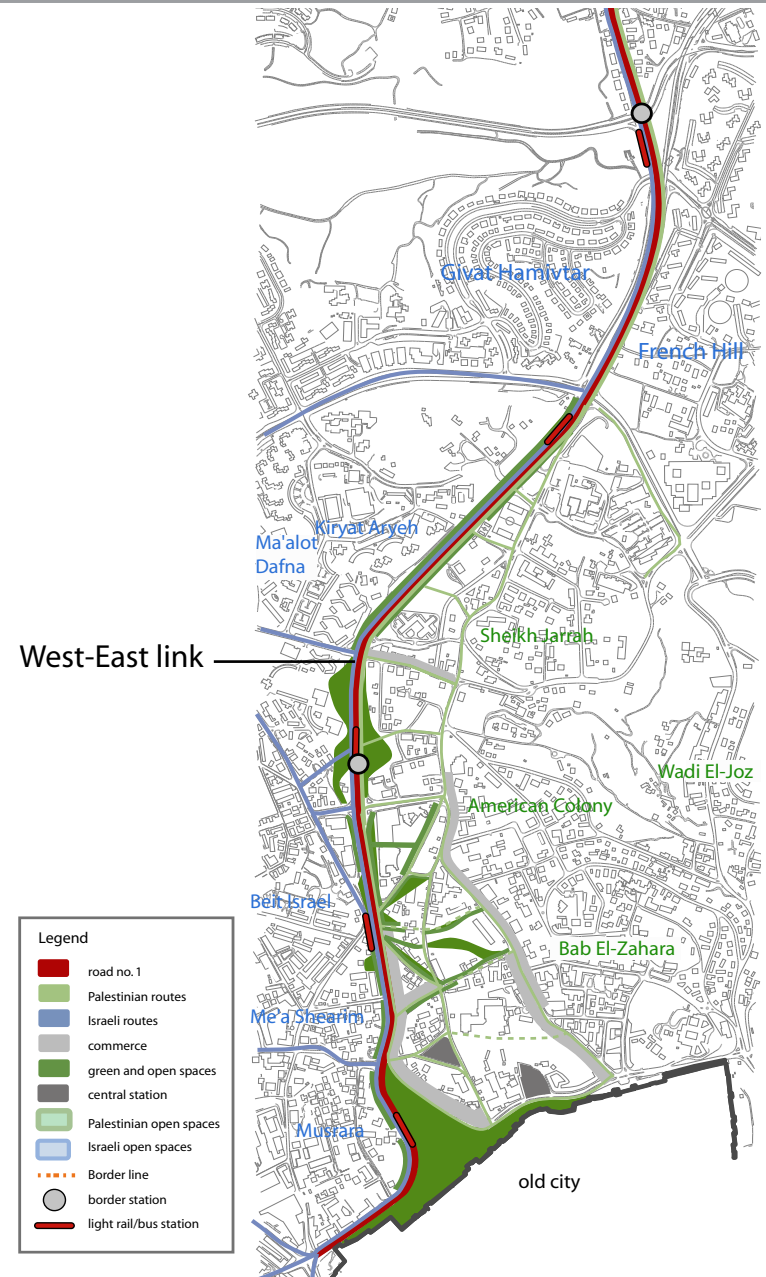 Givat Hamivtar
French Hill
Kiryat Aryeh
Ma'alot
Dafna
Sheikh Jarrah
West-East link
Wadi El-Joz
American Colony
Beit Israel
Bab El-Zahara
Me'a Shearim
Musrara
old city
Legend
road no. 1
Palestinian routes
Israeli routes
commerce
green and open spaces
central station
Palestinian open spaces
Israeli open spaces
Border line
border station
light rail/bus station